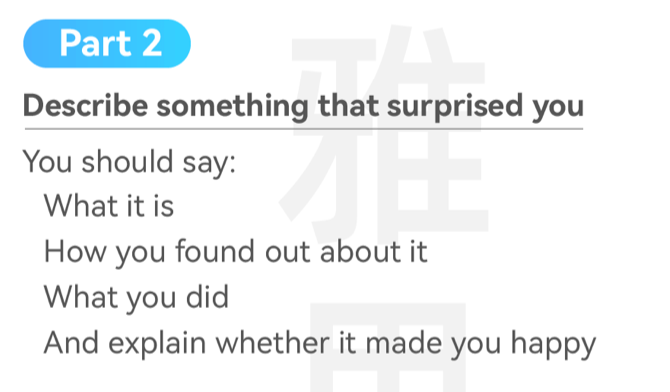 Part 2
Describe something that surprised you
You should say:
What it is
How you found out about it
What you did
And explain whether it made you happy
雅